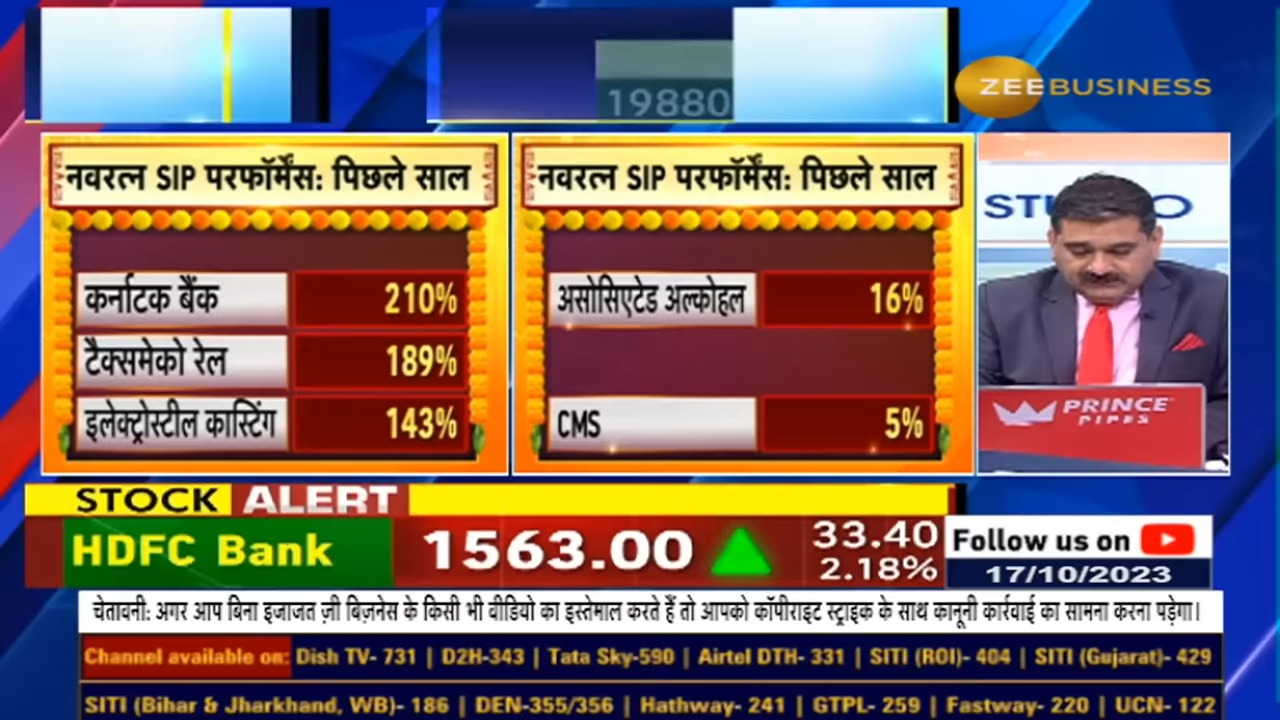 19880
ZEEBUSINESS
नवरत्न SIP परफॉर्मेंस: पिछले साल
कर्नाटक बैंक 210%
टैक्समेको रेल 189%
इलेक्ट्रोस्टील कास्टिंग 143%
नवरत्न SIP परफॉर्मेंस: पिछले साल
असोसिएटेड अल्कोहल 16%
CMS 5%
PRINCE
PIPES
STOCK ALERT
HDFC Bank 1563.00 33.40
2.18%
Follow us on
17/10/2023
चेतावनी: अगर आप बिना इजाजत ज़ी बिज़नेस के किसी भी वीडियो का इस्तेमाल करते हैं तो आपको कॉपीराइट स्ट्राइक के साथ कानूनी कार्रवाई का सामना करना पड़ेगा।
Channel available on: Dish TV- 731 | D2H-343 | Tata Sky-590 | Airtel DTH- 331 | SITI (ROI)- 404 | SITI (Gujarat)- 429
SITI (Bihar & Jharkhand, WB)- 186 | DEN-355/356 | Hathway- 241 | GTPL- 259 | Fastway- 220 | UCN- 122